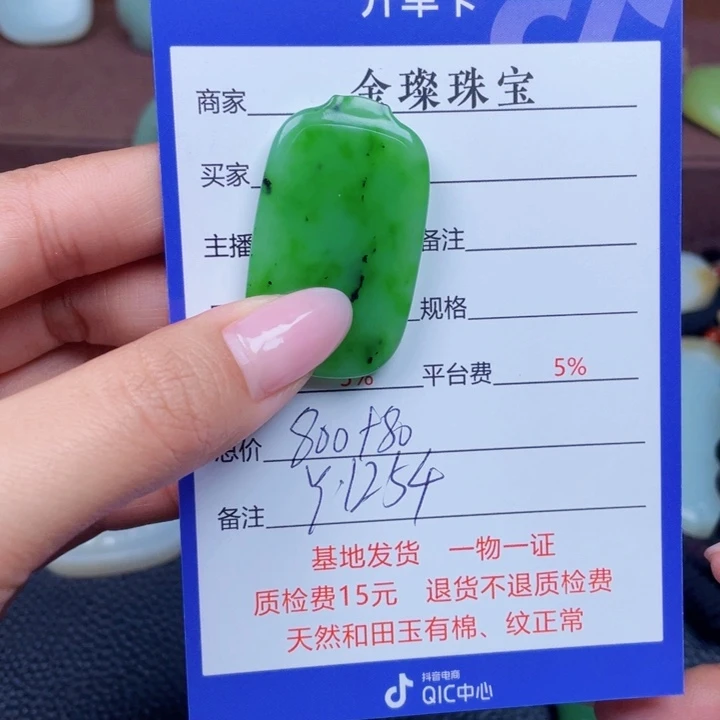 开单卡
商家 金璨珠宝
买家
主播 备注
规格
5% 平台费 5%
总价 800+80
备注 Y.1254
基地发货 一物一证
质检费15元 退货不退质检费
天然和田玉有棉、纹正常
抖音电商
QIC中心